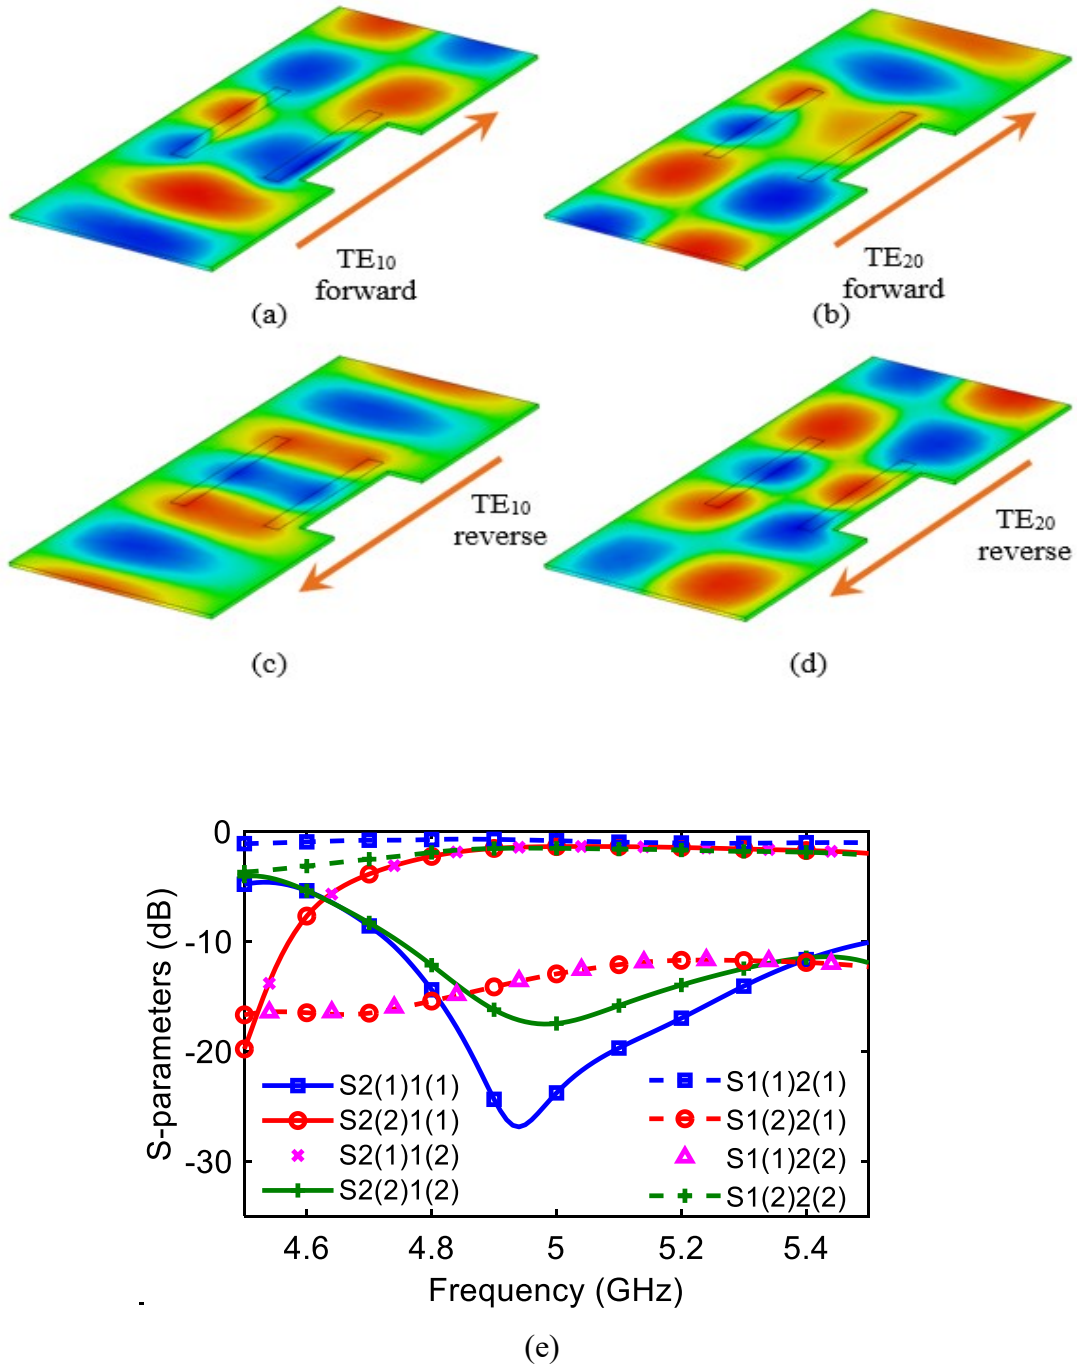 TE10
forward
(a)
TE20
forward
(b)
TE10
reverse
(c)
TE20
reverse
(d)
0
-10
-20
-30
S-parameters (dB)
S2(1)1(1)
S2(2)1(1)
S2(1)1(2)
S2(2)1(2)
S1(1)2(1)
S1(2)2(1)
S1(1)2(2)
S1(2)2(2)
4.6 4.8 5 5.2 5.4
Frequency (GHz)
(e)